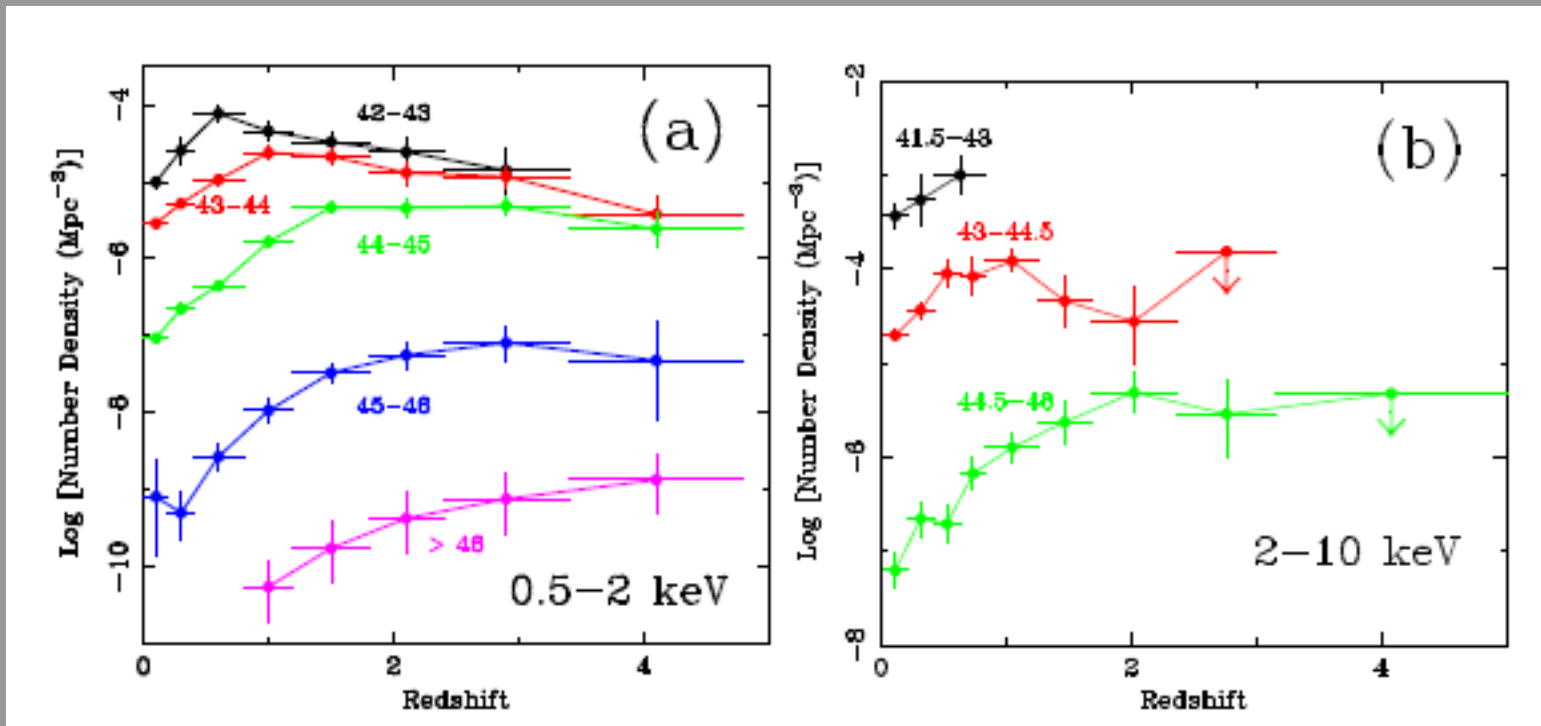 (a)
42−43
43−44
44−45
45−46
> 46
0.5−2 keV
−4
−6
−8
−10
Log [Number Density (Mpc⁻³)]
0
2
4
Redshift
(b)
41.5−43
43−44.5
44.5−46
2−10 keV
−2
−4
−6
−8
Log [Number Density (Mpc⁻³)]
0
2
4
Redshift